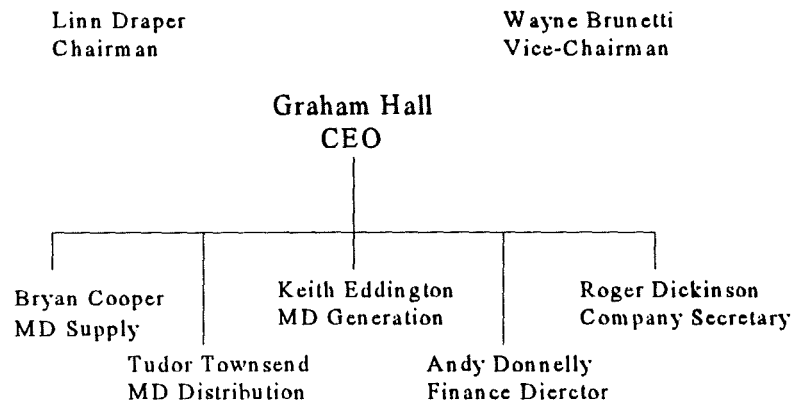 Linn Draper
Chairman
Wayne Brunetti
Vice-Chairman
Graham Hall
CEO
Bryan Cooper
MD Supply
Keith Eddington
MD Generation
Roger Dickinson
Company Secretary
Tudor Townsend
MD Distribution
Andy Donnelly
Finance Dierctor